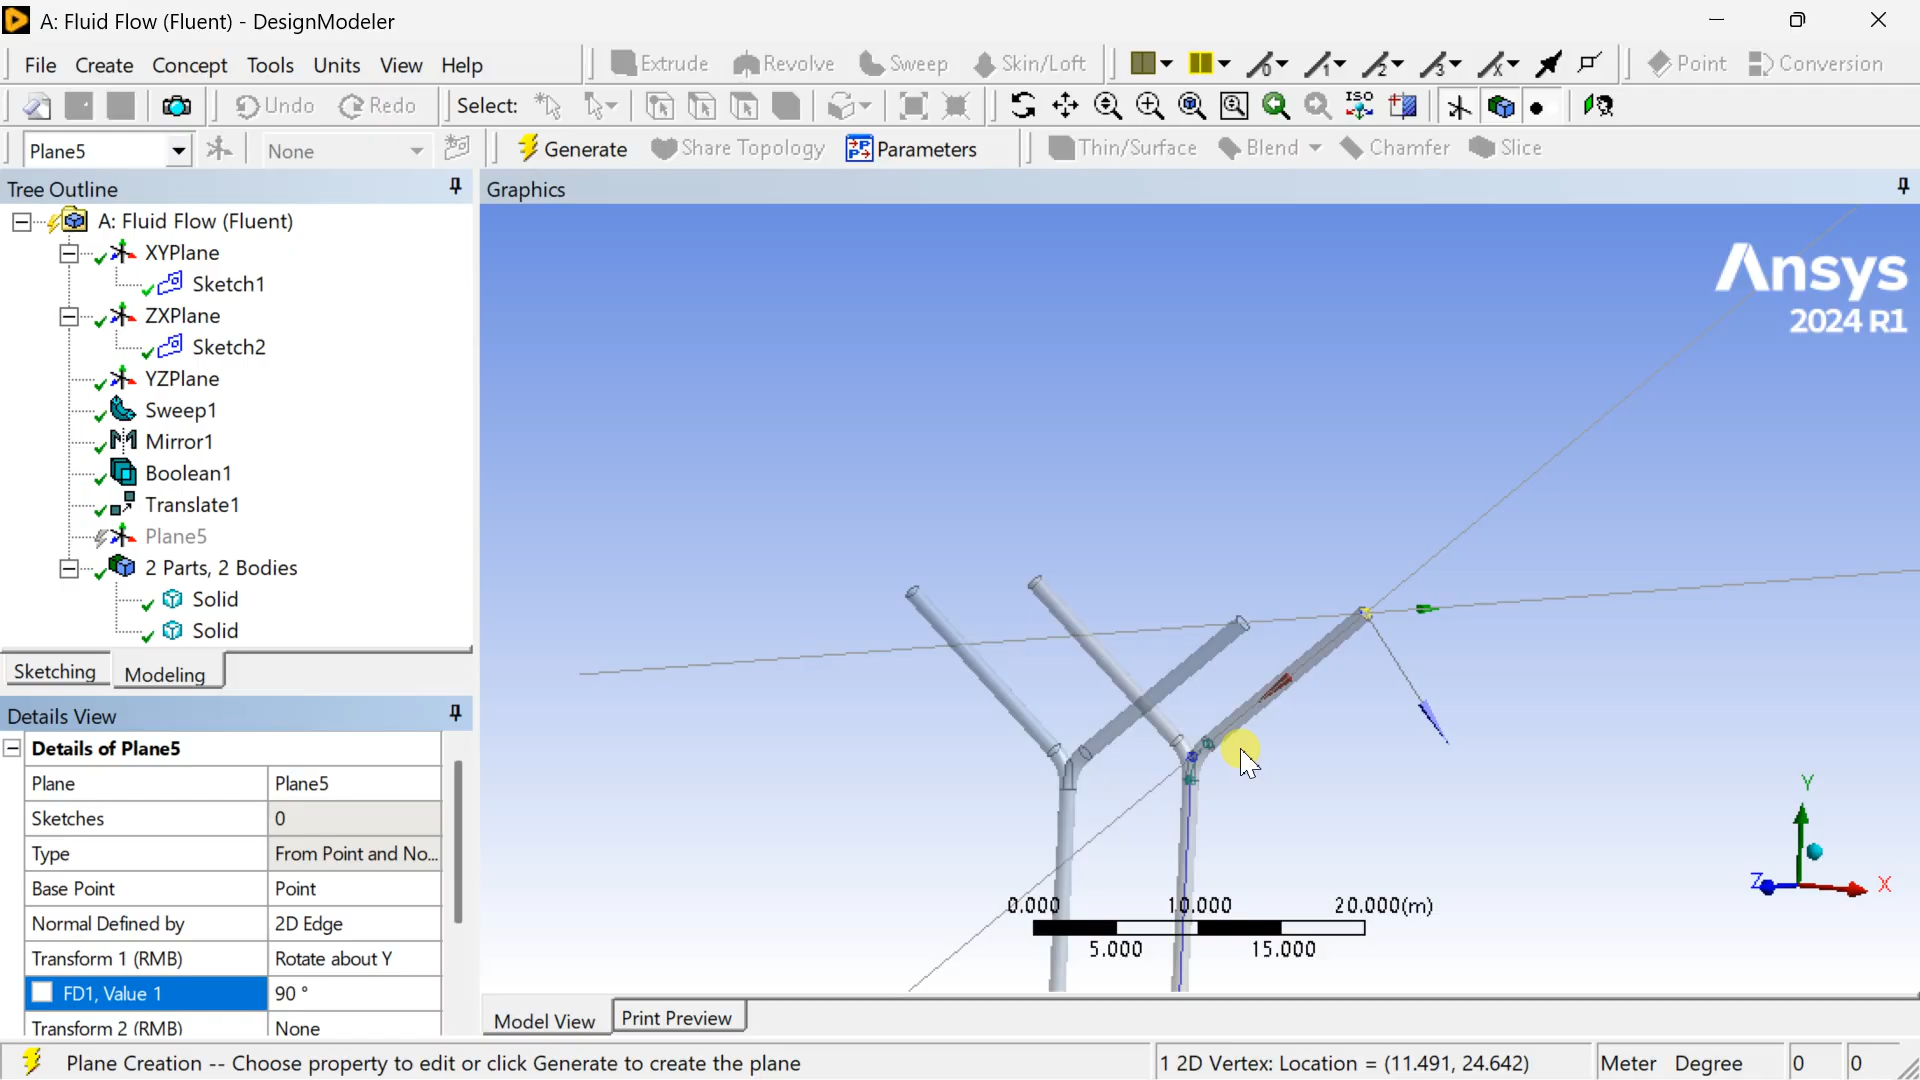 A: Fluid Flow (Fluent) - DesignModeler
File Create Concept Tools Units View Help
Extrude Revolve Sweep Skin/Loft
Point Conversion
Undo Redo Select:
ISO
Plane5 None Generate Share Topology Parameters Thin/Surface Blend Chamfer Slice
Tree Outline
A: Fluid Flow (Fluent)
XYPlane
Sketch1
ZXPlane
Sketch2
YZPlane
Sweep1
Mirror1
Boolean1
Translate1
Plane5
2 Parts, 2 Bodies
Solid
Solid
Sketching Modeling
Details View
Details of Plane5
Plane Plane5
Sketches 0
Type From Point and No...
Base Point Point
Normal Defined by 2D Edge
Transform 1 (RMB) Rotate about Y
FD1, Value 1 90 °
Transform 2 (RMB) None
Graphics
Ansys
2024 R1
0.000 10.000 20.000(m)
5.000 15.000
Y
Z X
Model View Print Preview
Plane Creation -- Choose property to edit or click Generate to create the plane
1 2D Vertex: Location = (11.491, 24.642)
Meter Degree 0 0